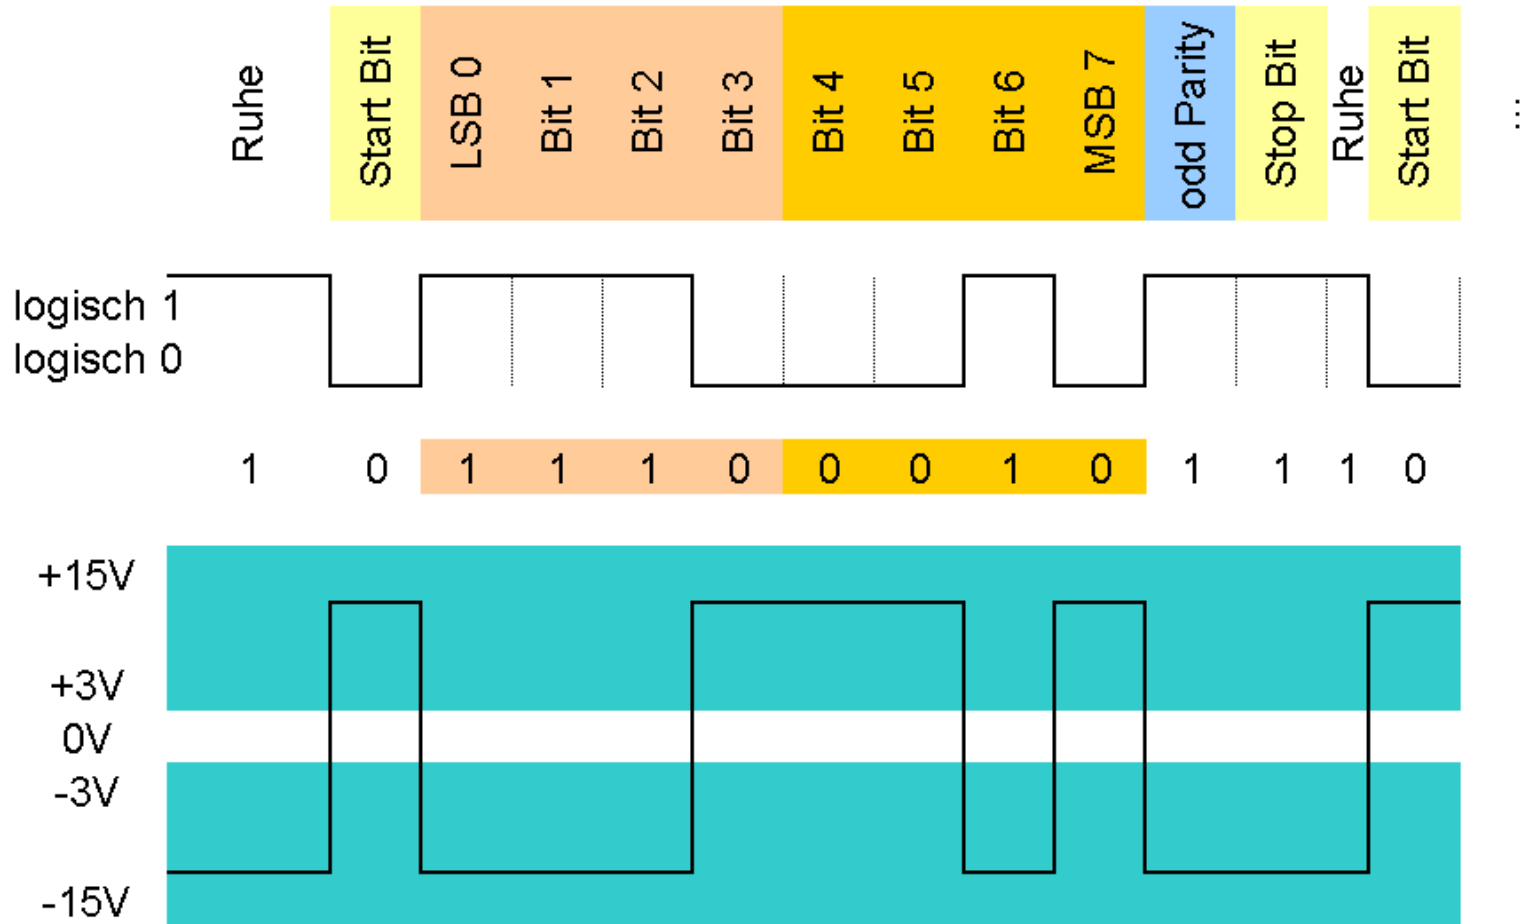 Ruhe Start Bit LSB 0 Bit 1 Bit 2 Bit 3 Bit 4 Bit 5 Bit 6 MSB 7 odd Parity Stop Bit Ruhe Start Bit ...
logisch 1
logisch 0
1 0 1 1 1 0 0 0 1 0 1 1 1 0
+15V
+3V
0V
-3V
-15V